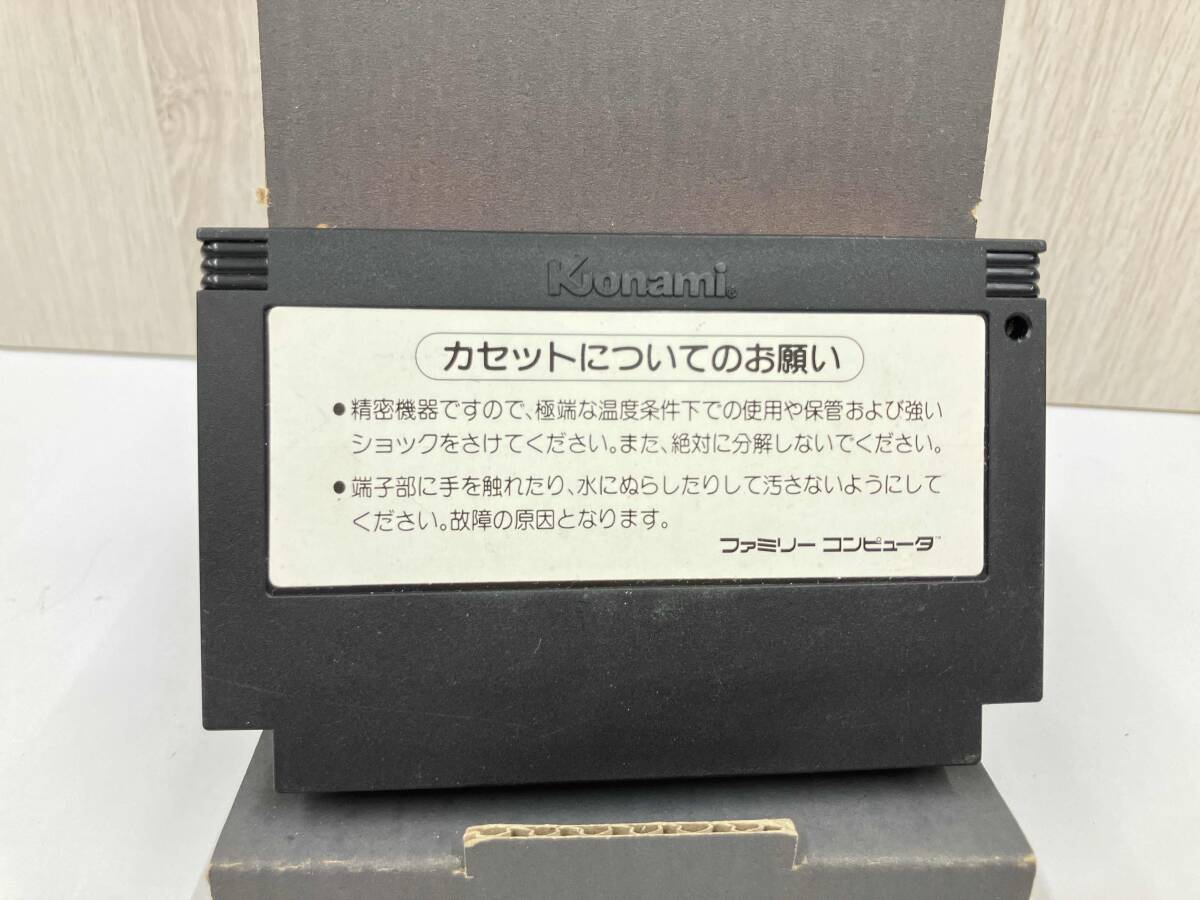 Konami®
カセットについてのお願い
●精密機器ですので、極端な温度条件下での使用や保管および強い
ショックをさけてください。また、絶対に分解しないでください。
●端子部に手を触れたり、水にぬらしたりして汚さないようにして
ください。故障の原因となります。
ファミリーコンピュータ™